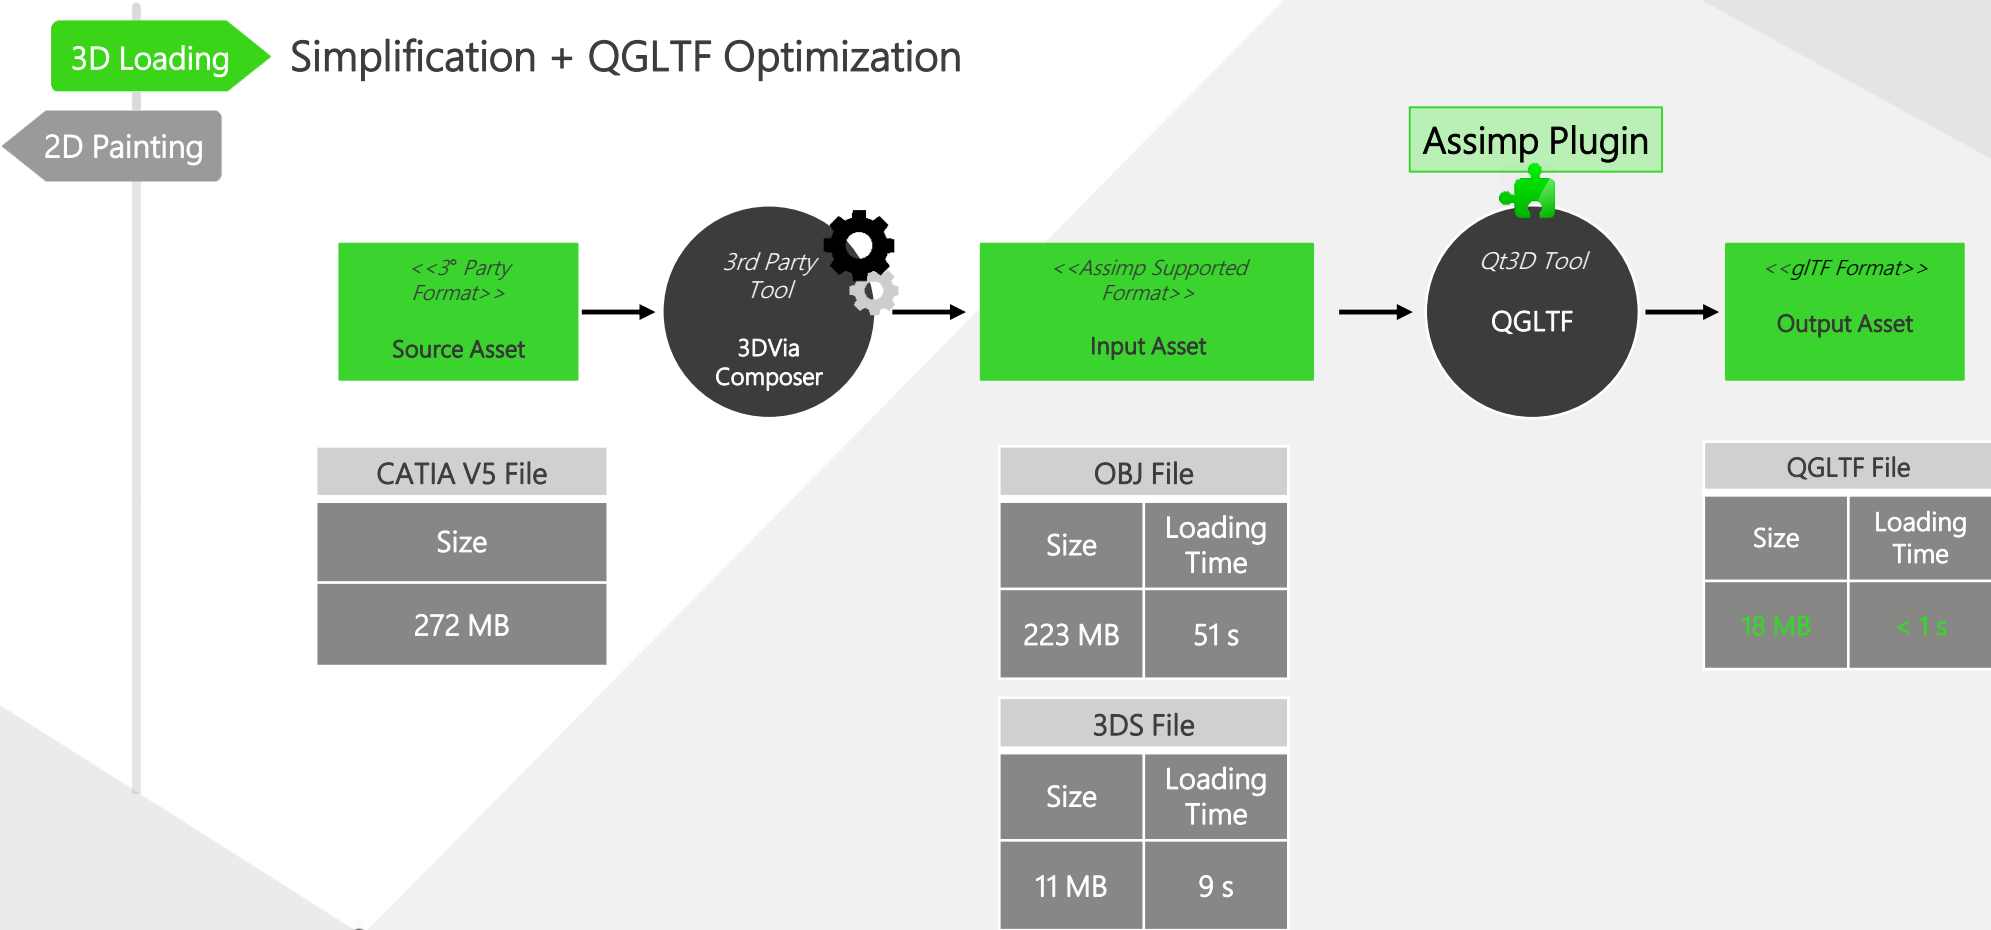 3D Loading
Simplification + QGLTF Optimization
2D Painting
Assimp Plugin
<<3° Party
Format>>
Source Asset
3rd Party
Tool
3DVia
Composer
<<Assimp Supported
Format>>
Input Asset
Qt3D Tool
QGLTF
<<glTF Format>>
Output Asset
CATIA V5 File
Size
272 MB
OBJ File
Size
Loading
Time
223 MB
51 s
3DS File
Size
Loading
Time
11 MB
9 s
QGLTF File
Size
Loading
Time
18 MB
< 1 s